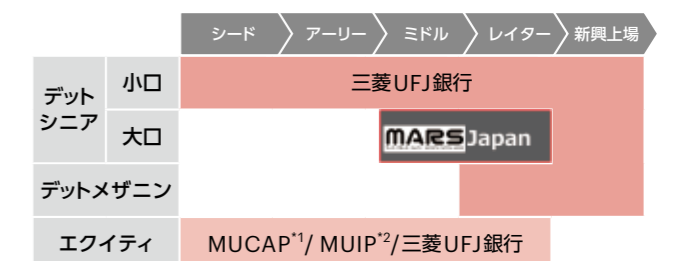 シード アーリー ミドル レイター 新興上場
デット
シニア
小口
三菱UFJ銀行
大口
MARS Japan
デットメザニン
エクイティ
MUCAP*1/ MUIP*2/三菱UFJ銀行